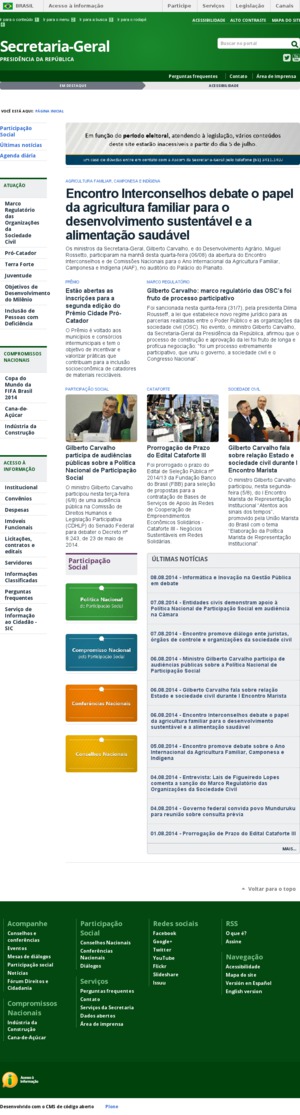 BRASIL Acesso à informação Participe Serviços Legislação Canais
Ir para o conteúdo 1 Ir para o menu 2 Ir para a busca 3 Ir para o rodapé 4
ACESSIBILIDADE ALTO CONTRASTE MAPA DO SITE
Secretaria-Geral
PRESIDÊNCIA DA REPÚBLICA
Buscar no portal
Perguntas frequentes Contato Área de imprensa
EM DESTAQUE ACESSIBILIDADE
VOCÊ ESTÁ AQUI: PÁGINA INICIAL
Participação
Social
Últimas notícias
Agenda diária
ATUAÇÃO
Marco
Regulatório
das
Organizações
da
Sociedade
Civil
Pró-Catador
Terra Forte
Juventude
Objetivos de
Desenvolvimento
do Milênio
Inclusão de
Pessoas com
Deficiência
COMPROMISSOS
NACIONAIS
Copa do
Mundo da
FIFA Brasil
2014
Cana-de-
Açúcar
Indústria da
Construção
ACESSO À
INFORMAÇÃO
Institucional
Convênios
Despesas
Imóveis
Funcionais
Licitações,
contratos e
editais
Servidores
Informações
Classificadas
Perguntas
frequentes
Serviço de
Informação
ao Cidadão -
SIC
Em função do período eleitoral, atendendo à legislação, vários conteúdos
deste site estarão inacessíveis a partir do dia 5 de julho.
AGRICULTURA FAMILIAR, CAMPONESA E INDÍGENA
Encontro Interconselhos debate o papel
da agricultura familiar para o
desenvolvimento sustentável e a
alimentação saudável
Os ministros da Secretaria-Geral, Gilberto Carvalho, e do Desenvolvimento Agrário, Miguel
Rossetto, participam na manhã desta quarta-feira (06/08) da abertura do Encontro
Interconselhos e de Comissões Nacionais para o Ano Internacional da Agricultura Familiar,
Camponesa e Indígena (AIAF), no auditório do Palácio do Planalto.
PRÊMIO
Estão abertas as
inscrições para a
segunda edição do
Prêmio Cidade Pró-
Catador
O Prêmio é voltado aos
municípios e consórcios
intermunicipais e tem o
objetivo de incentivar e
valorizar práticas que
contribuam para a inclusão
socioeconômica de catadores
de materiais recicláveis.
MARCO REGULATÓRIO
Gilberto Carvalho: marco regulatório das OSC's foi
fruto de processo participativo
Foi sancionada nesta quinta-feira (31/7), pela presidenta Dilma
Rousseff, a lei que estabelece novo regime jurídico para as
parcerias realizadas entre o Poder Público e as organizações da
sociedade civil (OSC). No evento, o ministro Gilberto Carvalho,
da Secretaria-Geral da Presidência da República, afirmou que o
processo de construção e aprovação da lei foi fruto de longa e
profícua negociação: "foi um processo extremamente
participativo, que uniu o governo, a sociedade civil e o
Congresso Nacional".
PARTICIPAÇÃO SOCIAL
Gilberto Carvalho
participa de audiências
públicas sobre a Política
Nacional de Participação
Social
O ministro Gilberto Carvalho
participou nesta terça-feira
(5/8) de uma audiência
pública na Comissão de
Direitos Humanos e
Legislação Participativa
(CDHLP) do Senado Federal
para debater o Decreto nº
8.243, de 23 de maio de
2014
CATAFORTE
Prorrogação de Prazo
do Edital Cataforte III
Foi prorrogado o prazo do
Edital de Seleção Pública nº
2014/13 da Fundação Banco
do Brasil (FBB) para seleção
de propostas para a
contratação de Bases de
Serviços de Apoio às Redes
de Cooperação de
Empreendimentos
Econômicos Solidários -
Cataforte III - Negócios
Sustentáveis em Redes
Solidárias
SOCIEDADE CIVIL
Gilberto Carvalho fala
sobre relação Estado e
sociedade civil durante I
Encontro Marista
O ministro Gilberto Carvalho,
participou, nesta segunda-
feira (5/8), do I Encontro
Marista de Representação
Institucional "Atentos aos
sinais dos tempos" -
promovido pela União Marista
do Brasil com o tema
"Efetivação da Política
Marista de Representação
Institucional".
Participação
Social
Política Nacional
de Participação Social
Compromisso Nacional
pela Participação Social
Conferências Nacionais
Conselhos Nacionais
ÚLTIMAS NOTÍCIAS
08.08.2014 - Informática e Inovação na Gestão Pública
em debate
07.08.2014 - Entidades civis demonstram apoio à
Política Nacional de Participação Social em audiência
na Câmara
07.08.2014 - Encontro promove diálogo ente juristas,
órgãos de controle e organizações da sociedade civil
06.08.2014 - Ministro Gilberto Carvalho participa de
audiências públicas sobre a Política Nacional de
Participação Social
06.08.2014 - Gilberto Carvalho fala sobre relação
Estado e sociedade civil durante I Encontro Marista
06.08.2014 - Encontro Interconselhos debate o papel
da agricultura familiar para o desenvolvimento
sustentável e a alimentação saudável
05.08.2014 - Encontro promove debate sobre o Ano
Internacional da Agricultura Familiar, Camponesa e
Indígena
04.08.2014 - Entrevista: Laís de Figueirêdo Lopes
comenta a sanção do Marco Regulatório das
Organizações da Sociedade Civil
04.08.2014 - Governo federal convida povo Munduruku
para reunião sobre consulta prévia
01.08.2014 - Prorrogação de Prazo do Edital Cataforte III
MAIS...
Voltar para o topo
Acompanhe
Conselhos e
conferências
Eventos
Mesas de diálogos
Participação social
Notícias
Fórum Direitos e
Cidadania
Compromissos
Nacionais
Indústria da
Construção
Cana-de-Açúcar
Participação
Social
Conselhos Nacionais
Conferências
Nacionais
Diálogos
Serviços
Perguntas frequentes
Contato
Serviços da Secretaria
Dados abertos
Área de imprensa
Redes sociais
Facebook
Google+
Twitter
YouTube
Flickr
Slideshare
Issuu
RSS
O que é?
Assine
Navegação
Acessibilidade
Mapa do site
Versión en Español
English version
Acesso à
Informação
Desenvolvido com o CMS de código aberto Plone